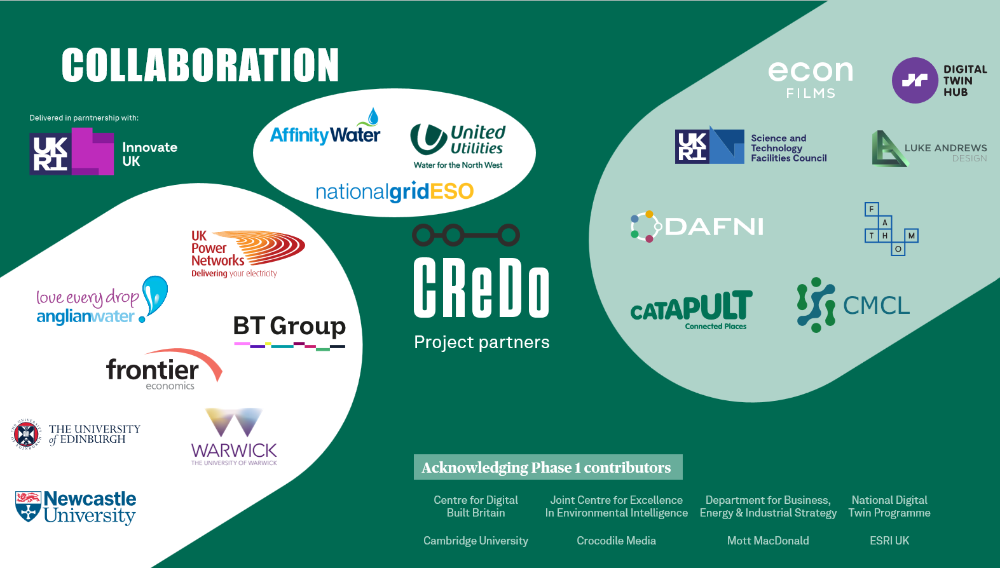 COLLABORATION
Delivered in parntnership with:
UK
RI
Innovate
UK
AffinityWater
United
Utilities
Water for the North West
nationalgridESO
UK
Power
Networks
Delivering your electricity
love every drop
anglianwater
BT Group
frontier
economics
THE UNIVERSITY
of EDINBURGH
WARWICK
THE UNIVERSITY OF WARWICK
Newcastle
University
CReDo
Project partners
econ
FILMS
DIGITAL
TWIN
HUB
UK
RI
Science and
Technology
Facilities Council
LUKE ANDREWS
DESIGN
DAFNI
F
A
T H M
O
CATAPULT
Connected Places
CMCL
Acknowledging Phase 1 contributors
Centre for Digital
Built Britain
Joint Centre for Excellence
In Environmental Intelligence
Department for Business,
Energy & Industrial Strategy
National Digital
Twin Programme
Cambridge University
Crocodile Media
Mott MacDonald
ESRI UK